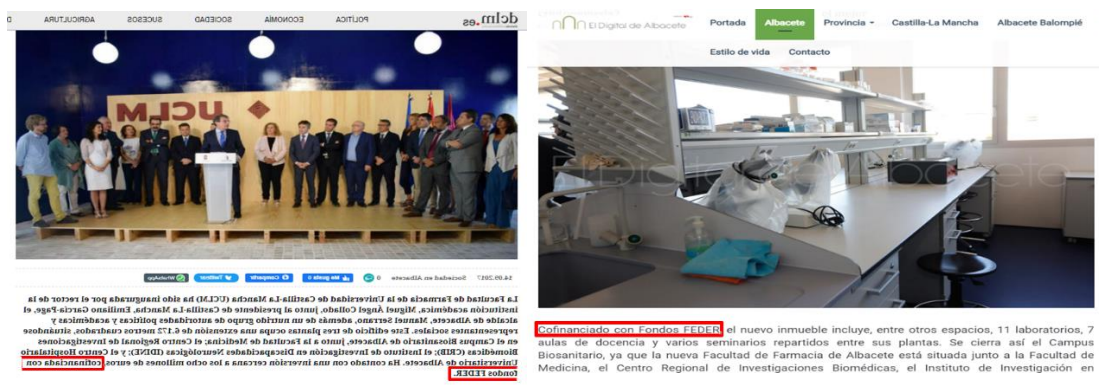 dclm.es POLÍTICA ECONOMÍA SOCIEDAD SUCESOS AGRICULTURA D
UCLM
14.09.2017 Sociedad en Albacete 0 Me gusta 0 Compartir 0 Twittear WhatsApp
La Facultad de Farmacia de la Universidad de Castilla-La Mancha (UCLM) ha sido inaugurada por el rector de la
institución académica, Miguel Ángel Collado, junto al presidente de Castilla-La Mancha, Emiliano García-Page, el
alcalde de Albacete, Manuel Serrano, además de un nutrido grupo de autoridades políticas y académicas y
representantes sociales. Este edificio de tres plantas ocupa una extensión de 6.172 metros cuadrados, situándose
en el Campus Biosanitario de Albacete, junto a la Facultad de Medicina; el Centro Regional de Investigaciones
Biomédicas (CRIB); el Instituto de Investigación en Discapacidades Neurológicas (IDINE); y el Centro Hospitalario
Universitario de Albacete. Ha contado con una inversión cercana a los ocho millones de euros, cofinanciada con
fondos FEDER.
El Digital de Albacete
Portada Albacete Provincia Castilla-La Mancha Albacete Balompié
Estilo de vida Contacto
El Digital de Albacete
Cofinanciado con Fondos FEDER, el nuevo inmueble incluye, entre otros espacios, 11 laboratorios, 7
aulas de docencia y varios seminarios repartidos entre sus plantas. Se cierra así el Campus
Biosanitario, ya que la nueva Facultad de Farmacia de Albacete está situada junto a la Facultad de
Medicina, el Centro Regional de Investigaciones Biomédicas, el Instituto de Investigación en